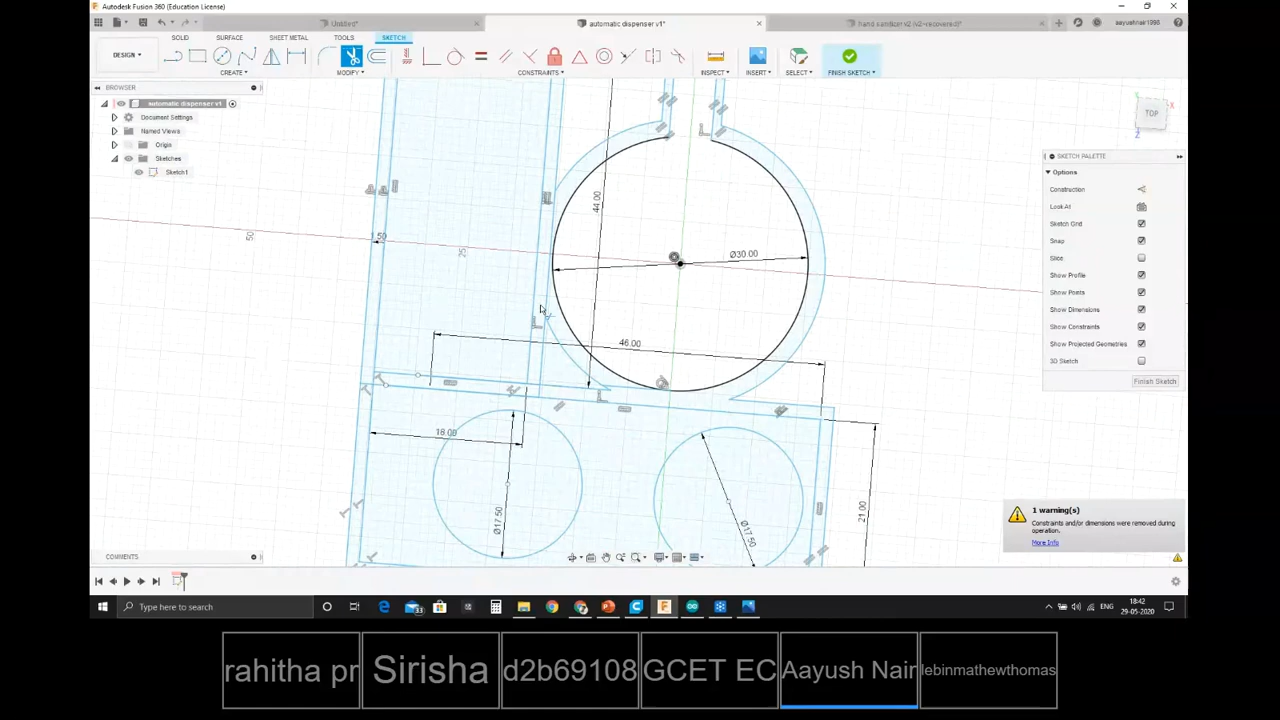 Autodesk Fusion 360 (Education License)
Untitled*
automatic dispenser v1*
hand sanitizer v2 (v2~recovered)*
aayushnair1998
DESIGN
SOLID
SURFACE
SHEET METAL
TOOLS
SKETCH
CREATE
MODIFY
CONSTRAINTS
INSPECT
INSERT
SELECT
FINISH SKETCH
BROWSER
automatic dispenser v1
Document Settings
Named Views
Origin
Sketches
Sketch1
TOP
X
Z
SKETCH PALETTE
Options
Construction
Look At
Sketch Grid
Snap
Slice
Show Profile
Show Points
Show Dimensions
Show Constraints
Show Projected Geometries
3D Sketch
Finish Sketch
50
1.50
25
44.00
Ø30.00
46.00
18.00
Ø17.50
Ø17.50
21.00
1 warning(s)
Constraints and/or dimensions were removed during operation.
More Info
COMMENTS
Type here to search
33
ENG
18:42
29-05-2020
rahitha pr
Sirisha
d2b69108
GCET EC
Aayush Nair
lebinmathewthomas